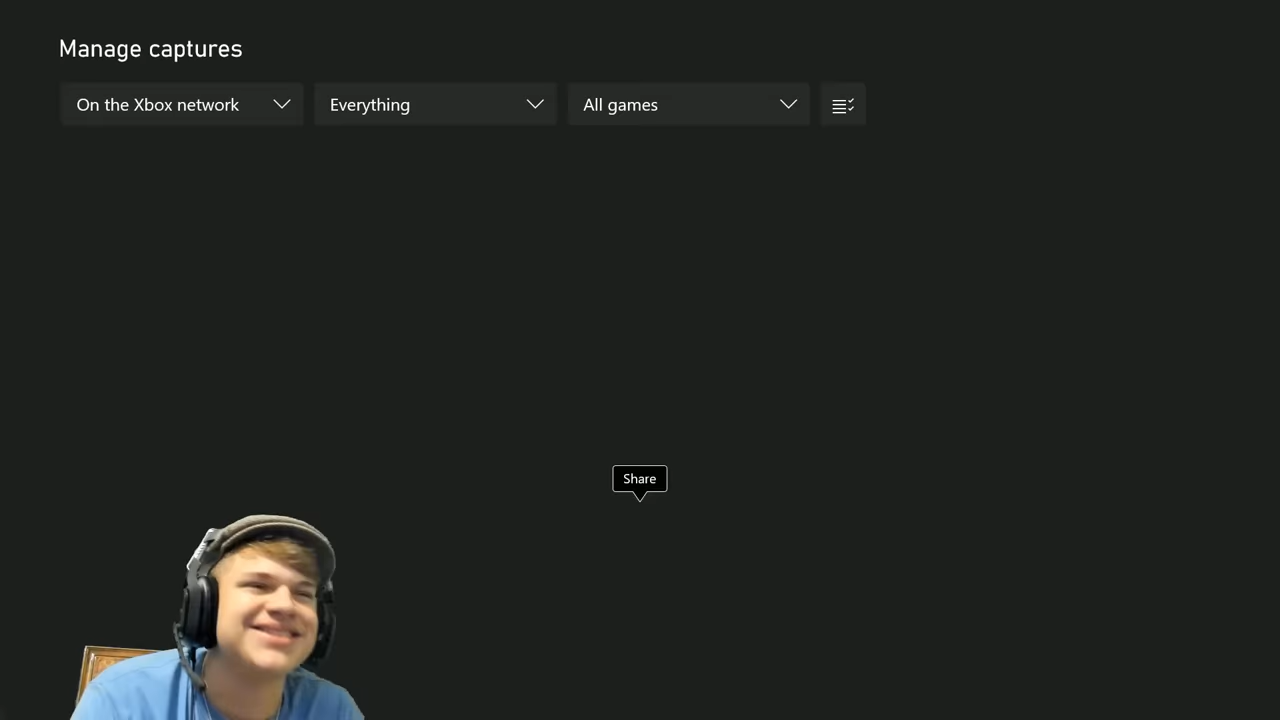 Manage captures
On the Xbox network
Everything
All games
Share